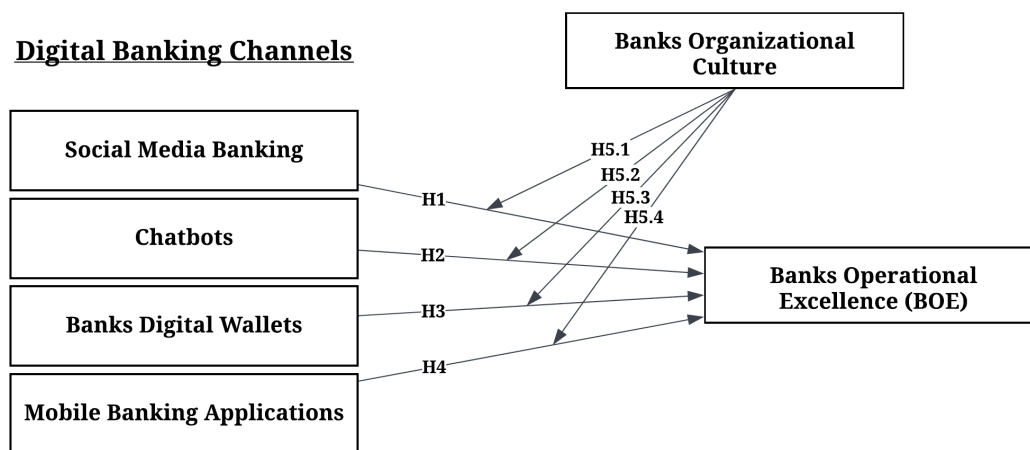 Digital Banking Channels
Banks Organizational
Culture
Social Media Banking
H5.1
H5.2
H5.3
H5.4
H1
Chatbots
H2
Banks Operational
Excellence (BOE)
Banks Digital Wallets
H3
H4
Mobile Banking Applications